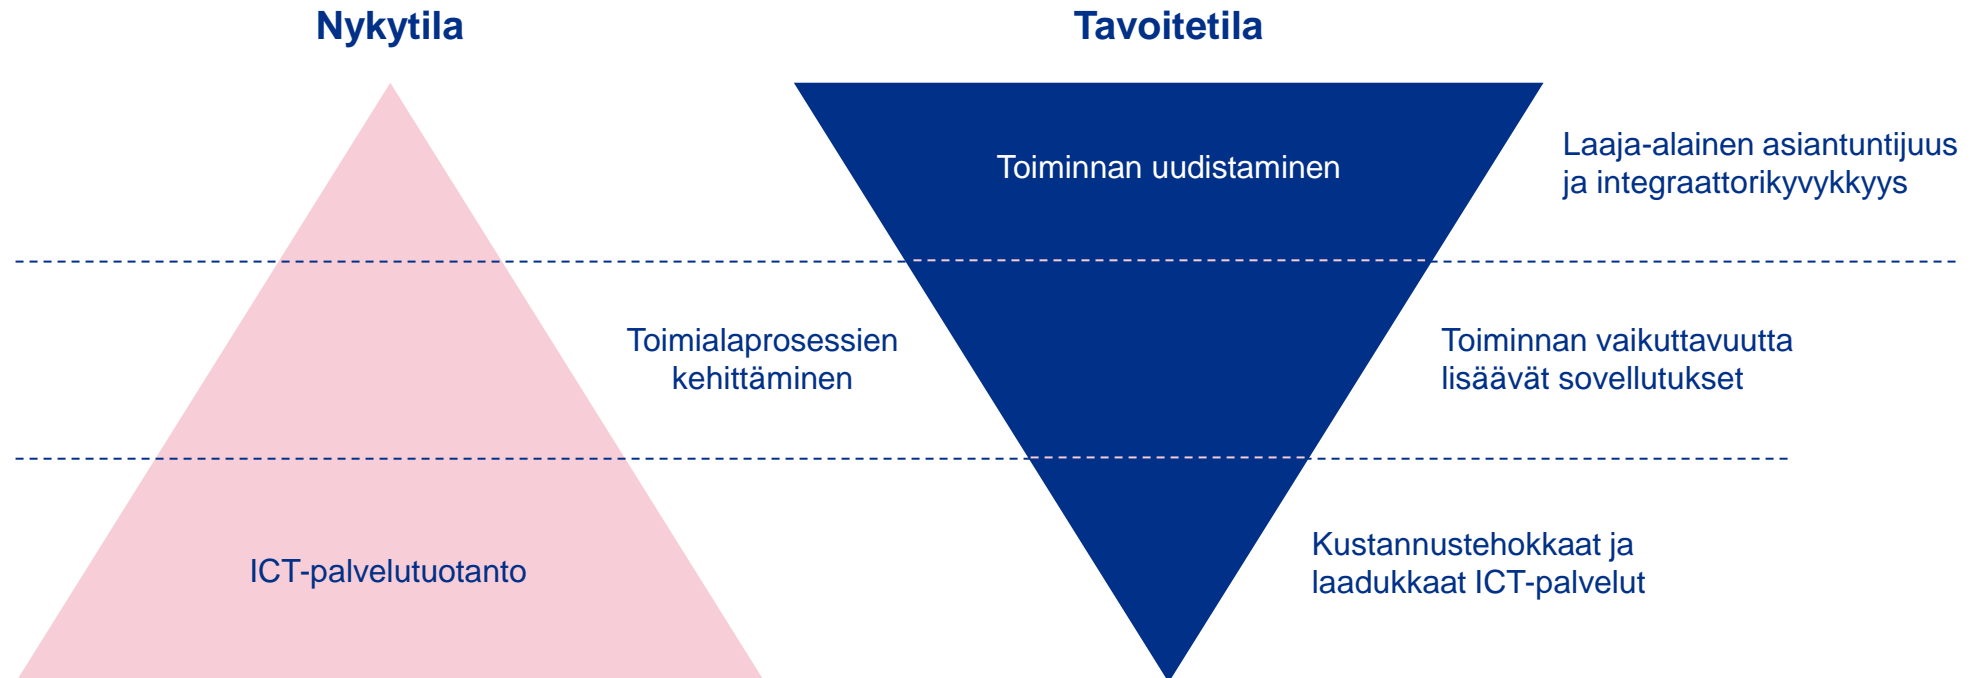 Nykytila
Tavoitetila
Toiminnan uudistaminen
Laaja-alainen asiantuntijuus
ja integraattorikyvykkyys
Toimialaprosessien
kehittäminen
Toiminnan vaikuttavuutta
lisäävät sovellutukset
ICT-palvelutuotanto
Kustannustehokkaat ja
laadukkaat ICT-palvelut